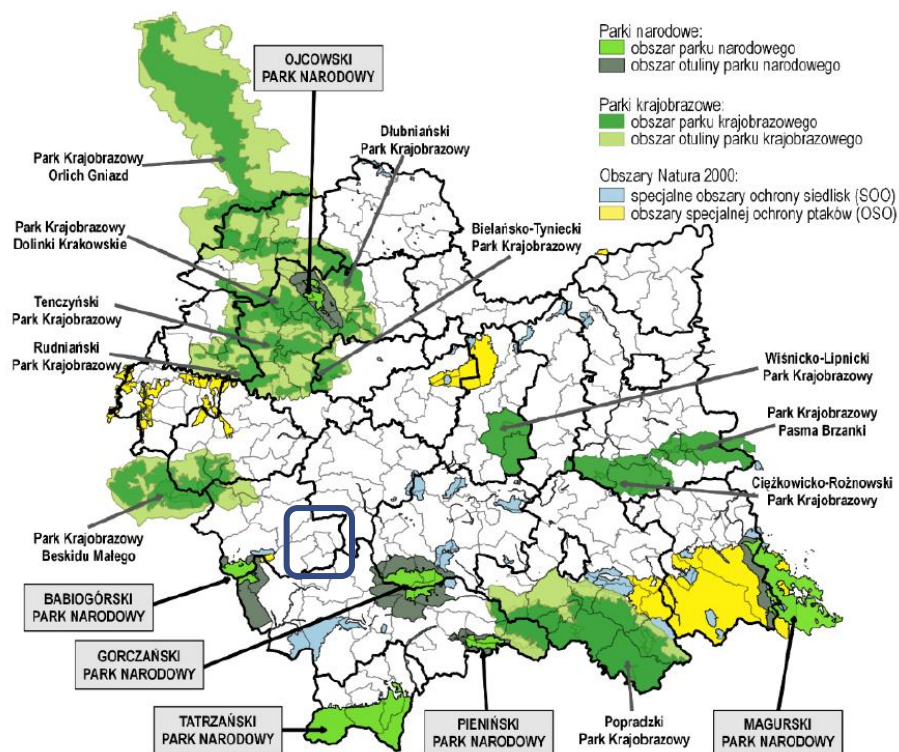 Parki narodowe:
obszar parku narodowego
obszar otuliny parku narodowego
Parki krajobrazowe:
obszar parku krajobrazowego
obszar otuliny parku krajobrazowego
Obszary Natura 2000:
specjalne obszary ochrony siedlisk (SOO)
obszary specjalnej ochrony ptaków (OSO)
OJCOWSKI
PARK NARODOWY
Dłubniański
Park Krajobrazowy
Park Krajobrazowy
Orlich Gniazd
Park Krajobrazowy
Dolinki Krakowskie
Bielańsko-Tyniecki
Park Krajobrazowy
Tenczyński
Park Krajobrazowy
Rudniański
Park Krajobrazowy
Wiśnicko-Lipnicki
Park Krajobrazowy
Park Krajobrazowy
Pasma Brzanki
Ciężkowicko-Rożnowski
Park Krajobrazowy
Park Krajobrazowy
Beskidu Małego
BABIOGÓRSKI
PARK NARODOWY
GORCZAŃSKI
PARK NARODOWY
TATRZAŃSKI
PARK NARODOWY
PIENIŃSKI
PARK NARODOWY
Popradzki
Park Krajobrazowy
MAGURSKI
PARK NARODOWY